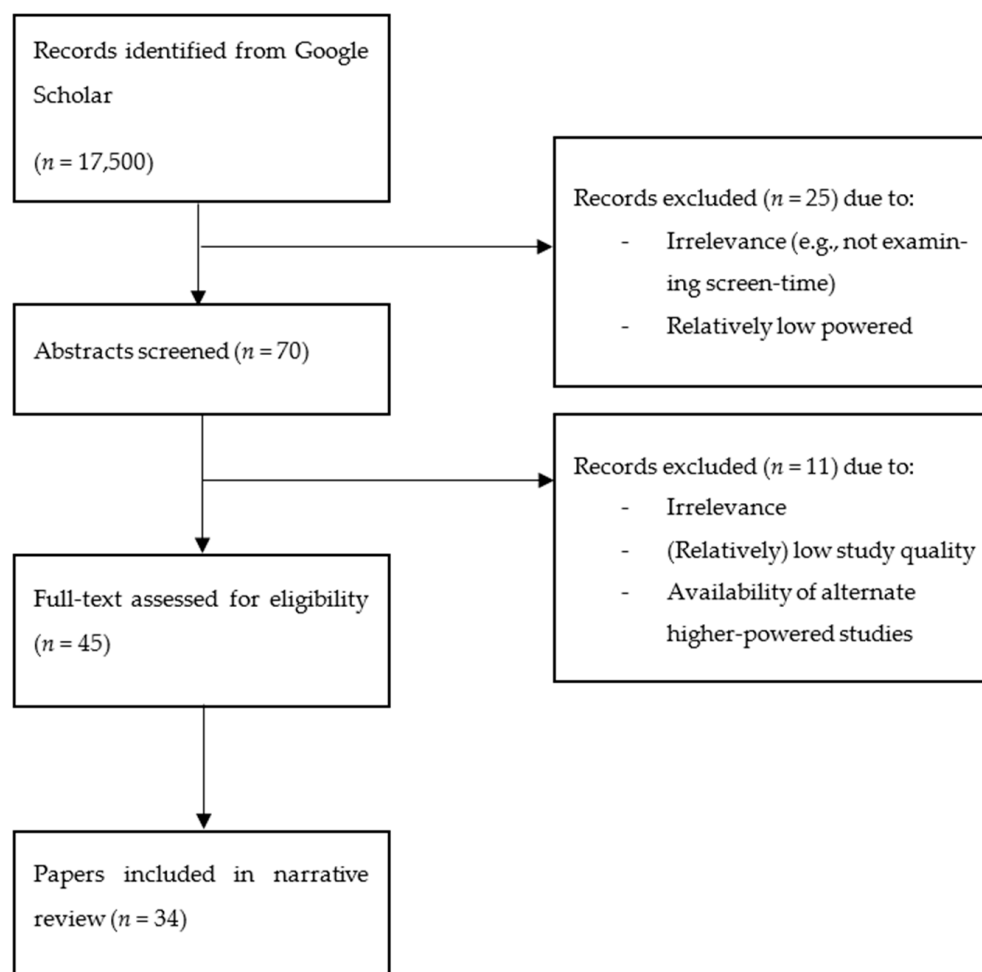 Records identified from Google
Scholar
(n = 17,500)
Records excluded (n = 25) due to:
- Irrelevance (e.g., not examin-
ing screen-time)
- Relatively low powered
Abstracts screened (n = 70)
Records excluded (n = 11) due to:
- Irrelevance
- (Relatively) low study quality
- Availability of alternate
higher-powered studies
Full-text assessed for eligibility
(n = 45)
Papers included in narrative
review (n = 34)